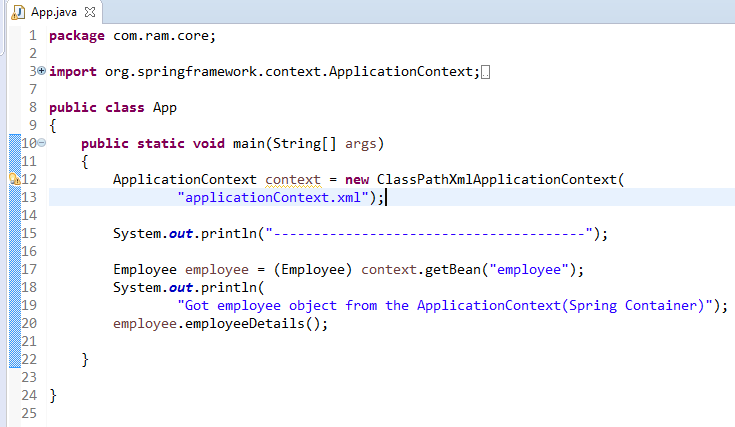 App.java
1 package com.ram.core;
2
3 import org.springframework.context.ApplicationContext;
7
8 public class App
9 {
10     public static void main(String[] args)
11     {
12         ApplicationContext context = new ClassPathXmlApplicationContext(
13                 "applicationContext.xml");
14
15         System.out.println("---------------------------------------");
16
17         Employee employee = (Employee) context.getBean("employee");
18         System.out.println(
19                 "Got employee object from the ApplicationContext(Spring Container)");
20         employee.employeeDetails();
21
22     }
23
24 }
25